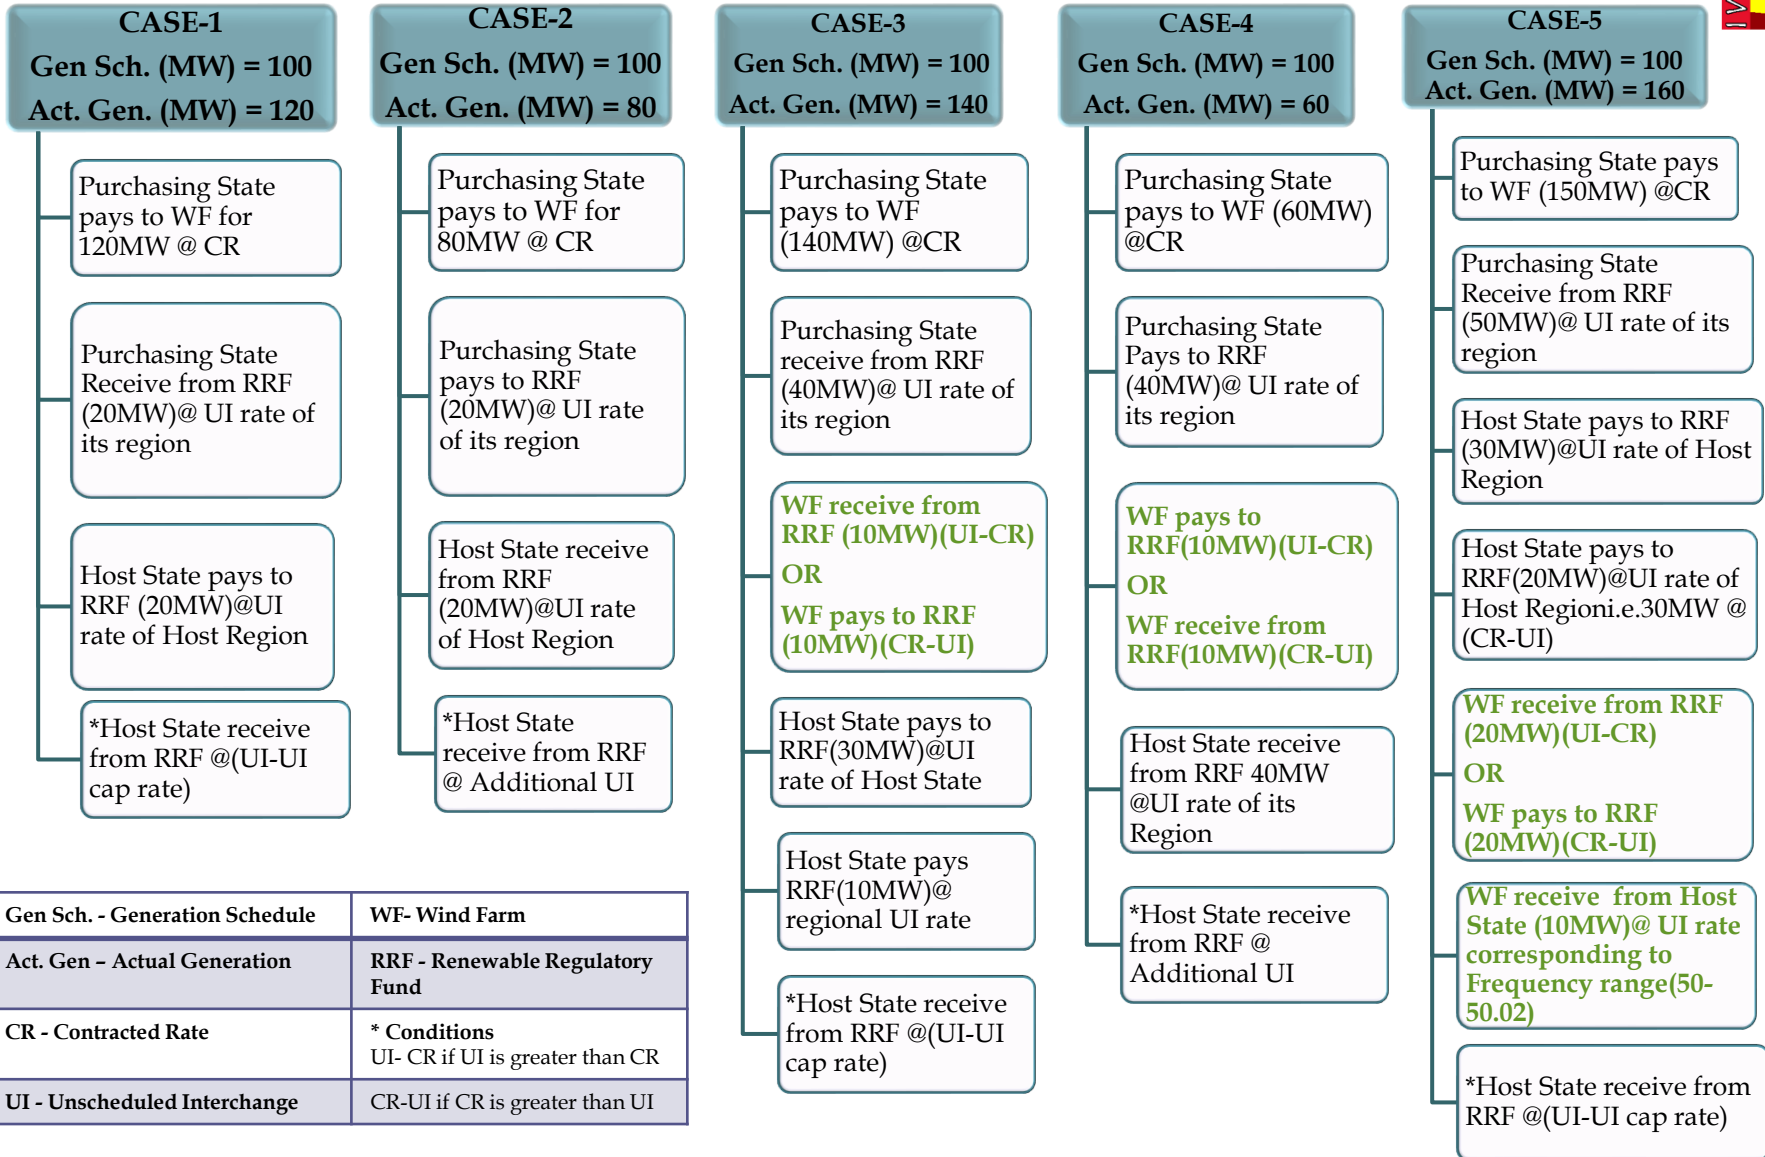 CASE-1
Gen Sch. (MW) = 100
Act. Gen. (MW) = 120
Purchasing State
pays to WF for
120MW @ CR
Purchasing State
Receive from RRF
(20MW)@ UI rate of
its region
Host State pays to
RRF (20MW)@UI
rate of Host Region
*Host State receive
from RRF @(UI-UI
cap rate)
CASE-2
Gen Sch. (MW) = 100
Act. Gen. (MW) = 80
Purchasing State
pays to WF for
80MW @ CR
Purchasing State
pays to RRF
(20MW)@ UI rate
of its region
Host State receive
from RRF
(20MW)@UI rate
of Host Region
*Host State
receive from RRF
@ Additional UI
CASE-3
Gen Sch. (MW) = 100
Act. Gen. (MW) = 140
Purchasing State
pays to WF
(140MW) @CR
Purchasing State
receive from RRF
(40MW)@ UI rate of
its region
WF receive from
RRF (10MW)(UI-CR)
OR
WF pays to RRF
(10MW)(CR-UI)
Host State pays to
RRF(30MW)@UI
rate of Host State
Host State pays
RRF(10MW)@
regional UI rate
*Host State receive
from RRF @(UI-UI
cap rate)
CASE-4
Gen Sch. (MW) = 100
Act. Gen. (MW) = 60
Purchasing State
pays to WF (60MW)
@CR
Purchasing State
Pays to RRF
(40MW)@ UI rate of
its region
WF pays to
RRF(10MW)(UI-CR)
OR
WF receive from
RRF(10MW)(CR-UI)
Host State receive
from RRF 40MW
@UI rate of its
Region
*Host State receive
from RRF @
Additional UI
CASE-5
Gen Sch. (MW) = 100
Act. Gen. (MW) = 160
Purchasing State pays
to WF (150MW) @CR
Purchasing State
Receive from RRF
(50MW)@ UI rate of its
region
Host State pays to RRF
(30MW)@UI rate of Host
Region
Host State pays to
RRF(20MW)@UI rate of
Host Regioni.e.30MW @
(CR-UI)
WF receive from RRF
(20MW)(UI-CR)
OR
WF pays to RRF
(20MW)(CR-UI)
WF receive from Host
State (10MW)@ UI rate
corresponding to
Frequency range(50-
50.02)
*Host State receive from
RRF @(UI-UI cap rate)
Gen Sch. - Generation Schedule
WF- Wind Farm
Act. Gen – Actual Generation
RRF - Renewable Regulatory
Fund
CR - Contracted Rate
* Conditions
UI- CR if UI is greater than CR
UI - Unscheduled Interchange
CR-UI if CR is greater than UI